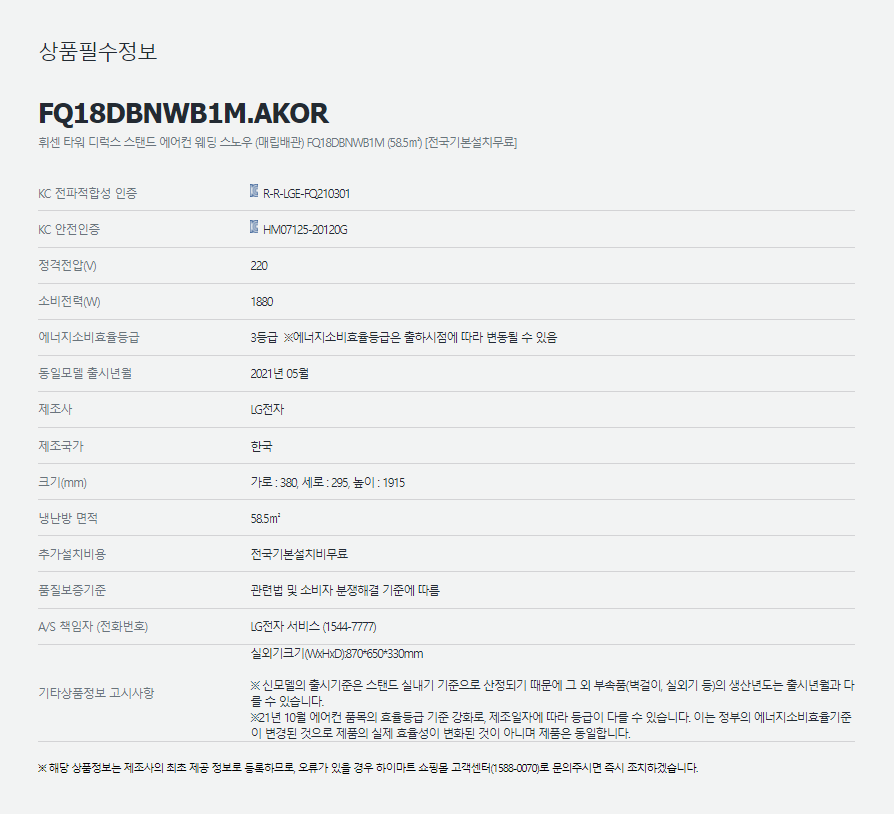 상품필수정보
FQ18DBNWB1M.AKOR
휘센 타워 디럭스 스탠드 에어컨 웨딩 스노우 (매립배관) FQ18DBNWB1M (58.5㎡) [전국기본설치무료]
KC 전파적합성 인증 R-R-LGE-FQ210301
KC 안전인증 HM07125-20120G
정격전압(V) 220
소비전력(W) 1880
에너지소비효율등급 3등급 ※에너지소비효율등급은 출하시점에 따라 변동될 수 있음
동일모델 출시년월 2021년 05월
제조사 LG전자
제조국가 한국
크기(mm) 가로 : 380, 세로 : 295, 높이 : 1915
냉난방 면적 58.5㎡
추가설치비용 전국기본설치비무료
품질보증기준 관련법 및 소비자 분쟁해결 기준에 따름
A/S 책임자 (전화번호) LG전자 서비스 (1544-7777)
실외기크기(WxHxD):870*650*330mm
기타상품정보 고시사항
※ 신모델의 출시기준은 스탠드 실내기 기준으로 산정되기 때문에 그 외 부속품(벽걸이, 실외기 등)의 생산년도는 출시년월과 다
를 수 있습니다.
※21년 10월 에어컨 품목의 효율등급 기준 강화로, 제조일자에 따라 등급이 다를 수 있습니다. 이는 정부의 에너지소비효율기준
이 변경된 것으로 제품의 실제 효율성이 변화된 것이 아니며 제품은 동일합니다.
※ 해당 상품정보는 제조사의 최초 제공 정보로 등록하므로, 오류가 있을 경우 하이마트 쇼핑몰 고객센터(1588-0070)로 문의주시면 즉시 조치하겠습니다.